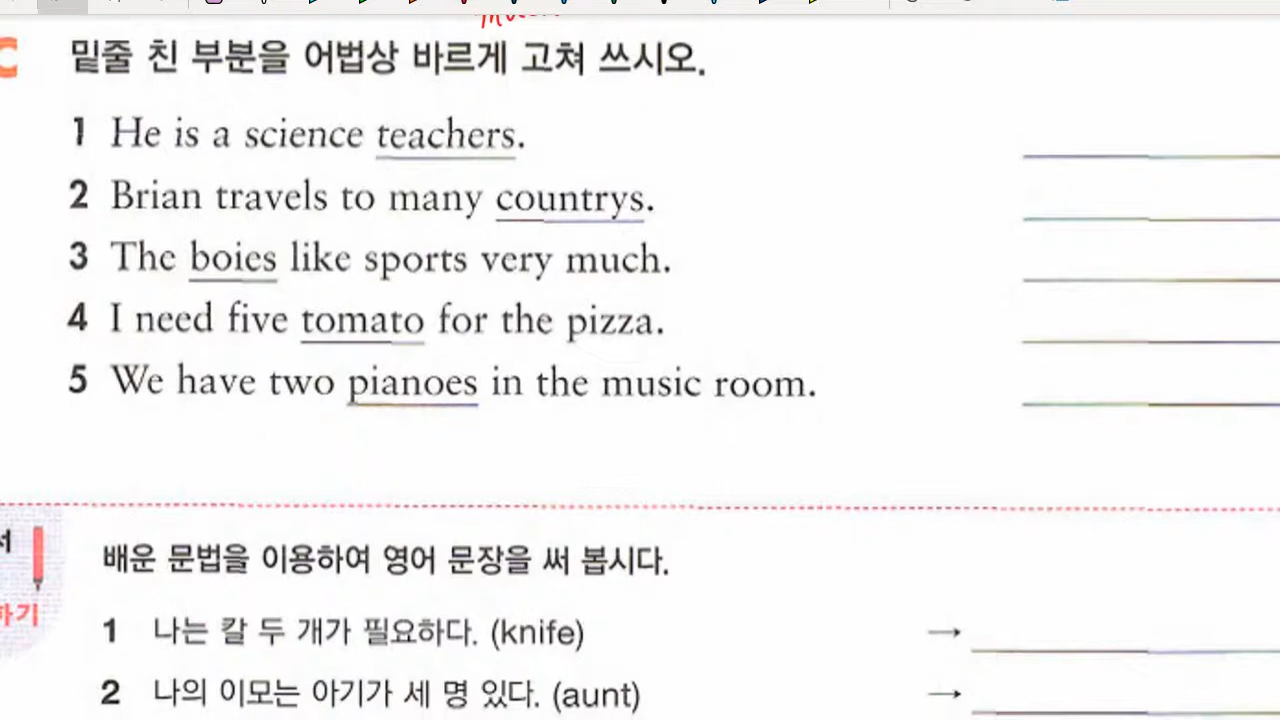 C 밑줄 친 부분을 어법상 바르게 고쳐 쓰시오.
1 He is a science teachers.
2 Brian travels to many countrys.
3 The boies like sports very much.
4 I need five tomato for the pizza.
5 We have two pianoes in the music room.
서
하기
배운 문법을 이용하여 영어 문장을 써 봅시다.
1 나는 칼 두 개가 필요하다. (knife) →
2 나의 이모는 아기가 세 명 있다. (aunt) →